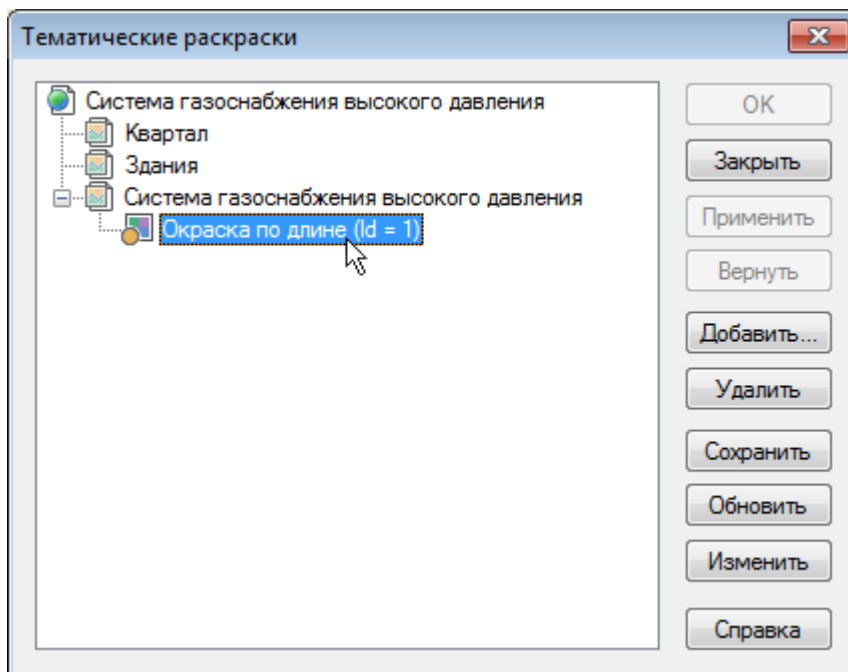 Тематические раскраски
Система газоснабжения высокого давления
Квартал
Здания
Система газоснабжения высокого давления
Окраска по длине (Id = 1)
OK
Закрыть
Применить
Вернуть
Добавить...
Удалить
Сохранить
Обновить
Изменить
Справка